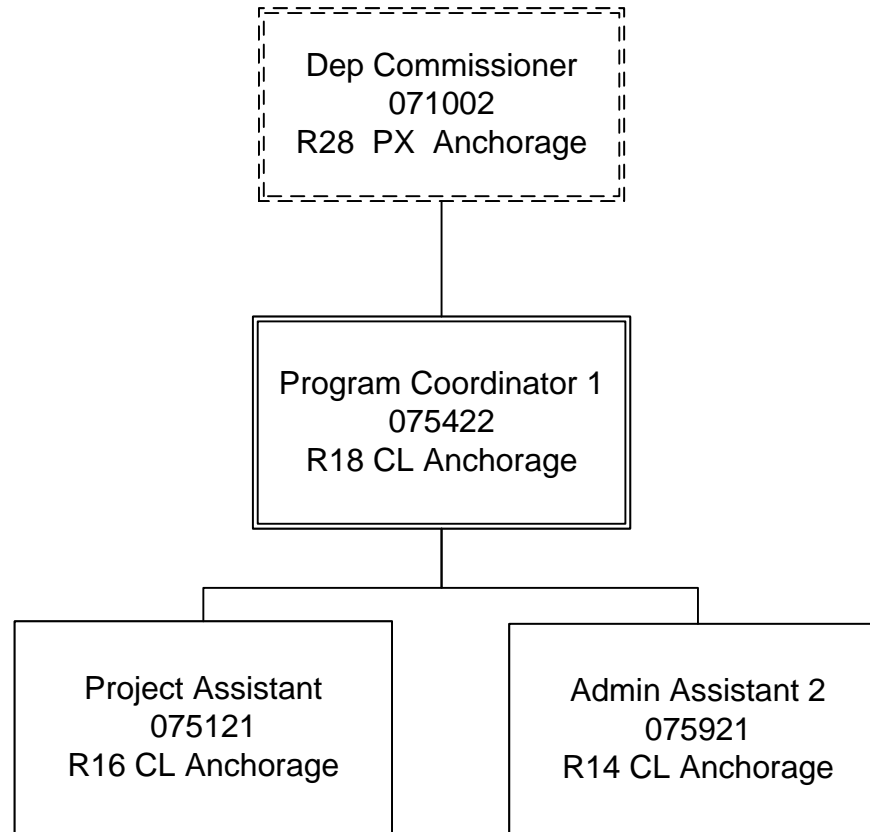 Dep Commissioner
071002
R28  PX  Anchorage
Program Coordinator 1
075422
R18 CL Anchorage
Project Assistant
075121
R16 CL Anchorage
Admin Assistant 2
075921
R14 CL Anchorage